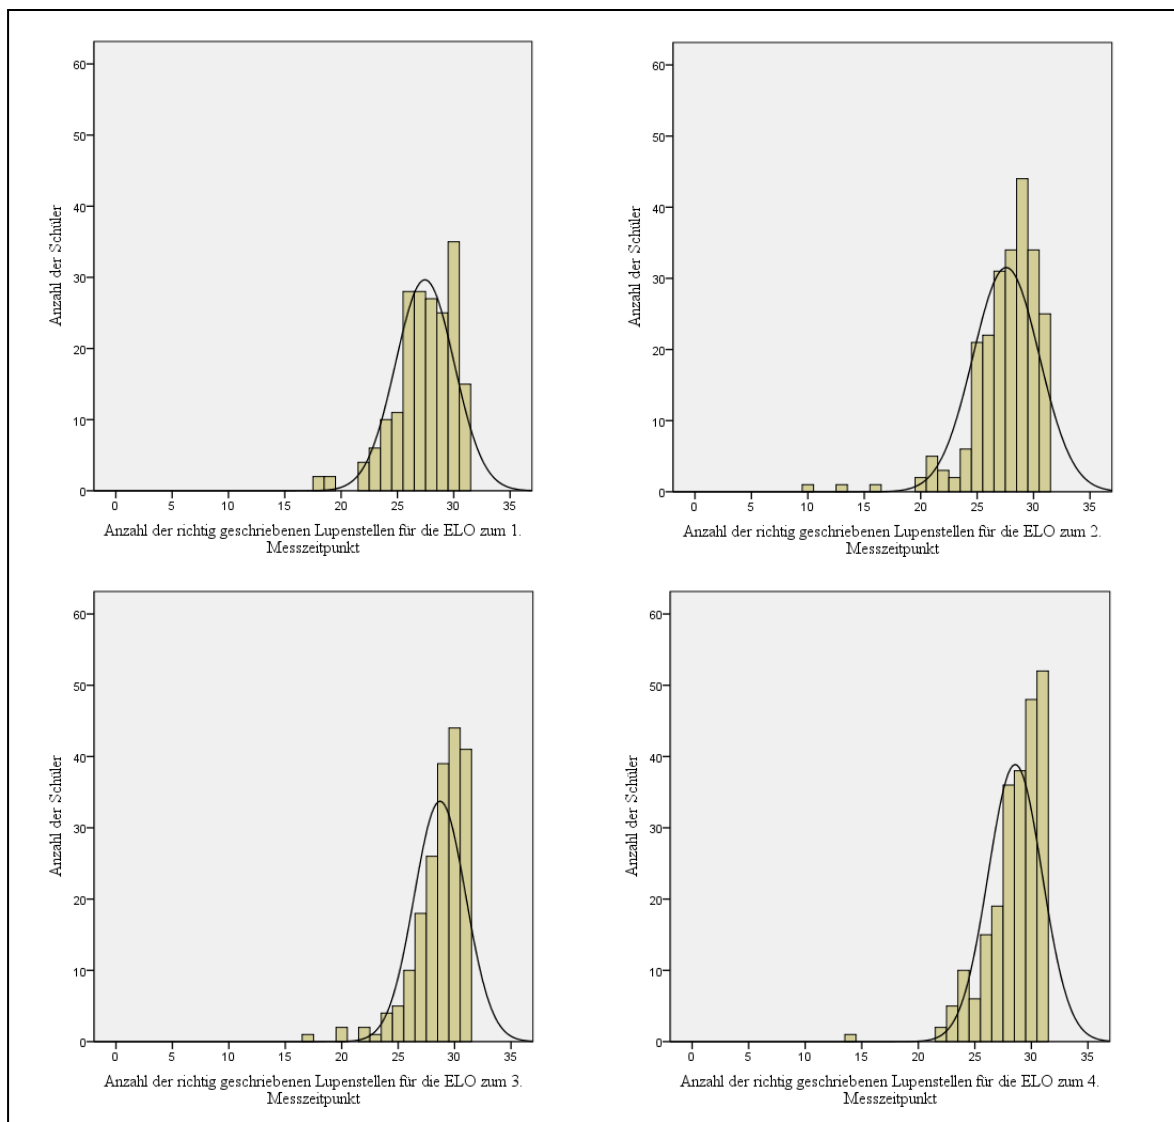 60
50
40
30
20
10
0
Anzahl der Schüler
0 5 10 15 20 25 30 35
Anzahl der richtig geschriebenen Lupenstellen für die ELO zum 1.
Messzeitpunkt
60
50
40
30
20
10
0
Anzahl der Schüler
0 5 10 15 20 25 30 35
Anzahl der richtig geschriebenen Lupenstellen für die ELO zum 2.
Messzeitpunkt
60
50
40
30
20
10
0
Anzahl der Schüler
0 5 10 15 20 25 30 35
Anzahl der richtig geschriebenen Lupenstellen für die ELO zum 3.
Messzeitpunkt
60
50
40
30
20
10
0
Anzahl der Schüler
0 5 10 15 20 25 30 35
Anzahl der richtig geschriebenen Lupenstellen für die ELO zum 4.
Messzeitpunkt